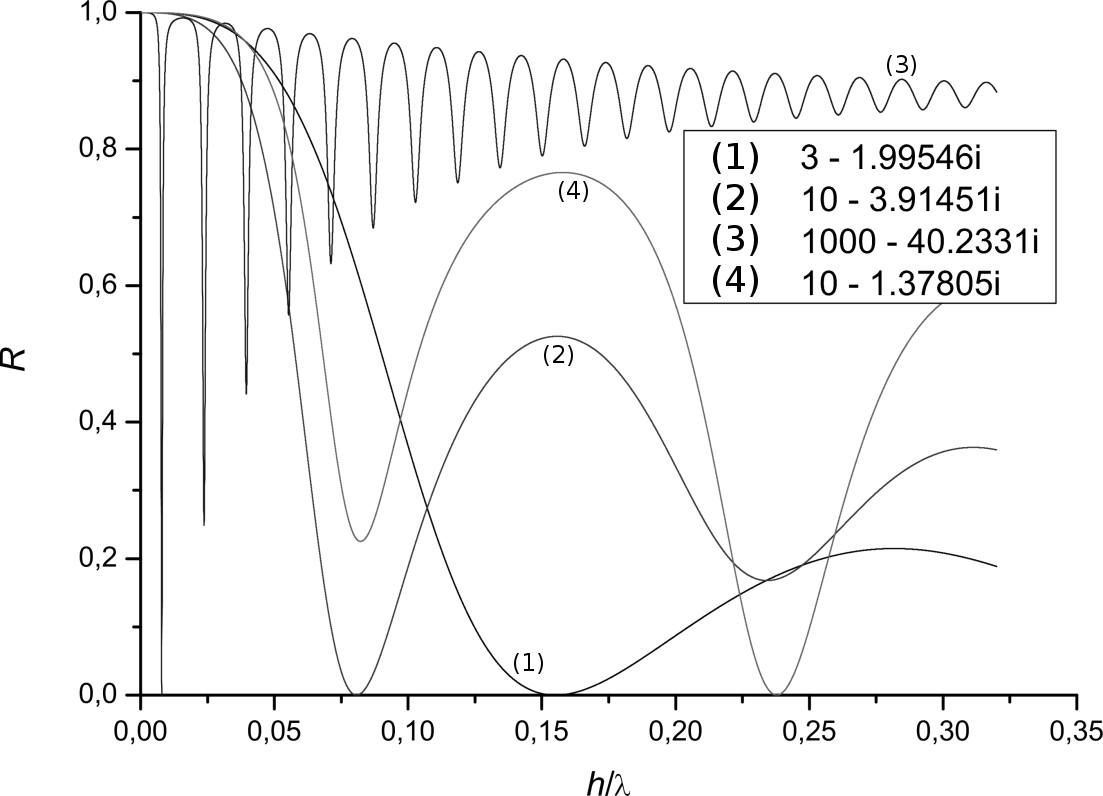 1,0
(3)
(1) 3 - 1.99546i
0,8
(2) 10 - 3.91451i
(4)
(3) 1000 - 40.2331i
(4) 10 - 1.37805i
0,6
R
(2)
0,4
0,2
(1)
0,0
0,00 0,05 0,10 0,15 0,20 0,25 0,30 0,35
h/λ